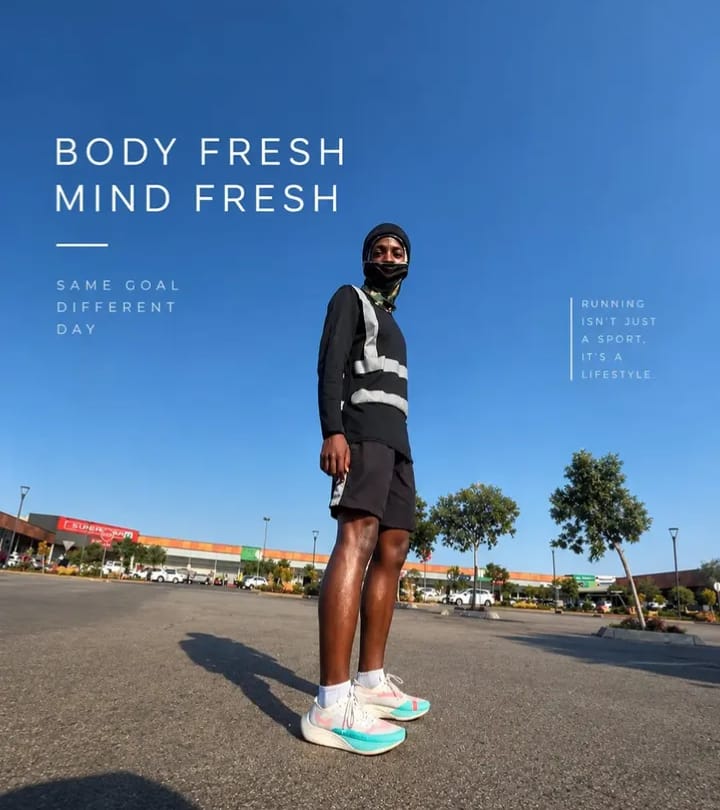 BODY FRESH
MIND FRESH
SAME GOAL
DIFFERENT
DAY
RUNNING
ISN'T JUST
A SPORT,
IT'S A
LIFESTYLE.